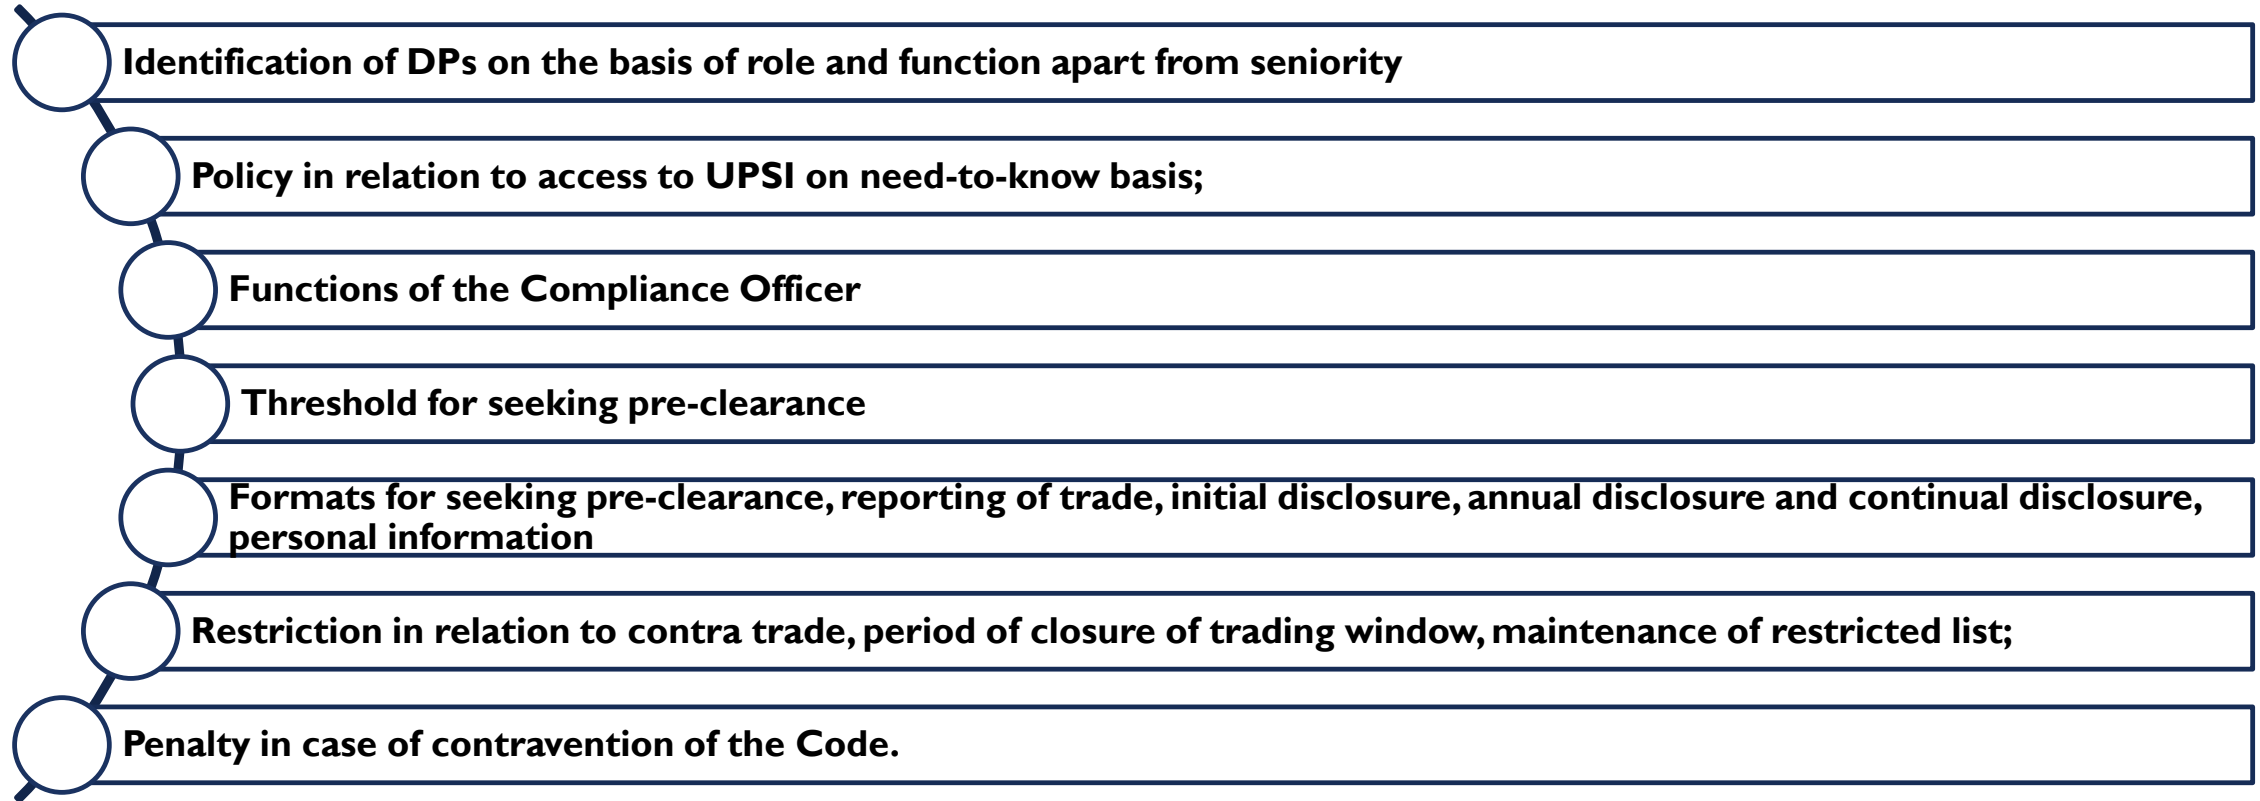 Identification of DPs on the basis of role and function apart from seniority
Policy in relation to access to UPSI on need-to-know basis;
Functions of the Compliance Officer
Threshold for seeking pre-clearance
Formats for seeking pre-clearance, reporting of trade, initial disclosure, annual disclosure and continual disclosure,
personal information
Restriction in relation to contra trade, period of closure of trading window, maintenance of restricted list;
Penalty in case of contravention of the Code.